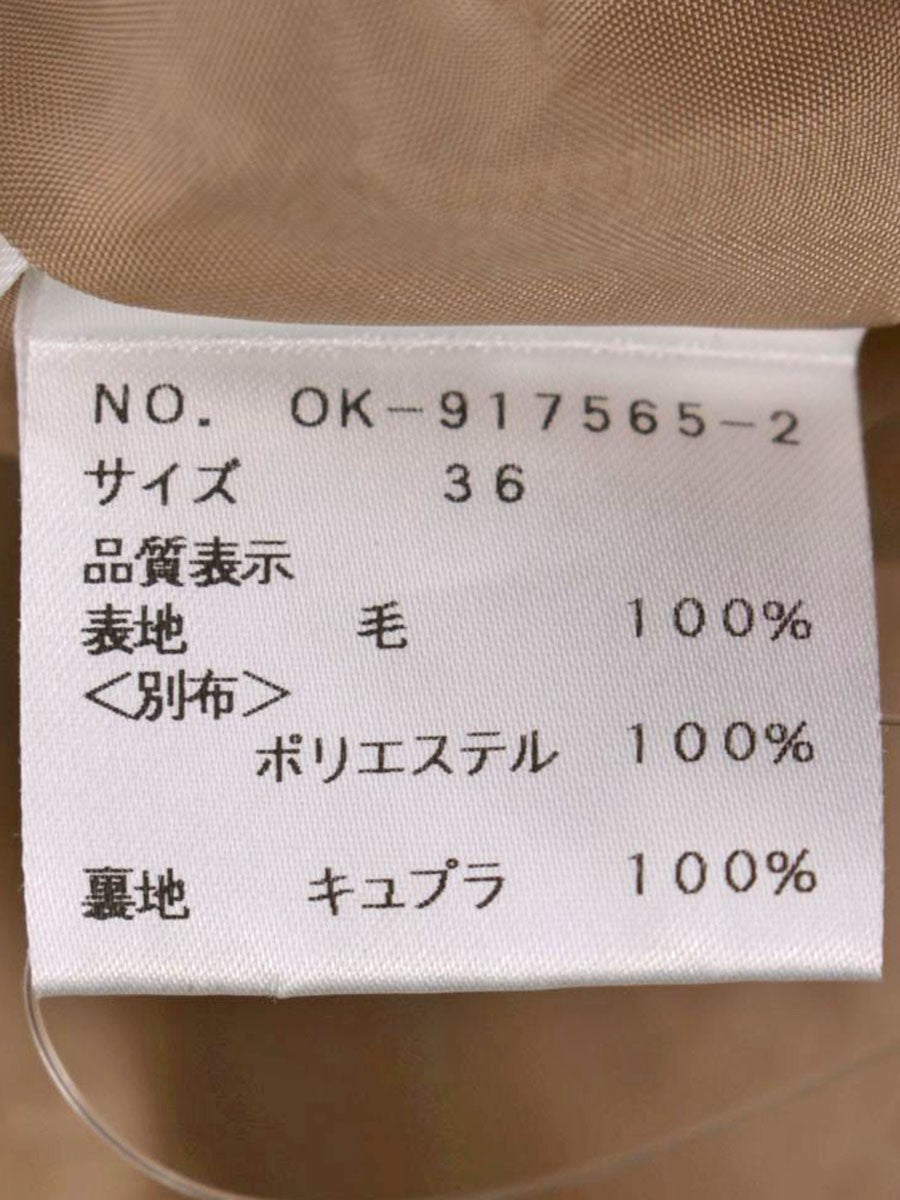 NO. OK-917565-2
サイズ 36
品質表示
表地 毛 100%
<別布>
ポリエステル 100%
裏地 キュプラ 100%